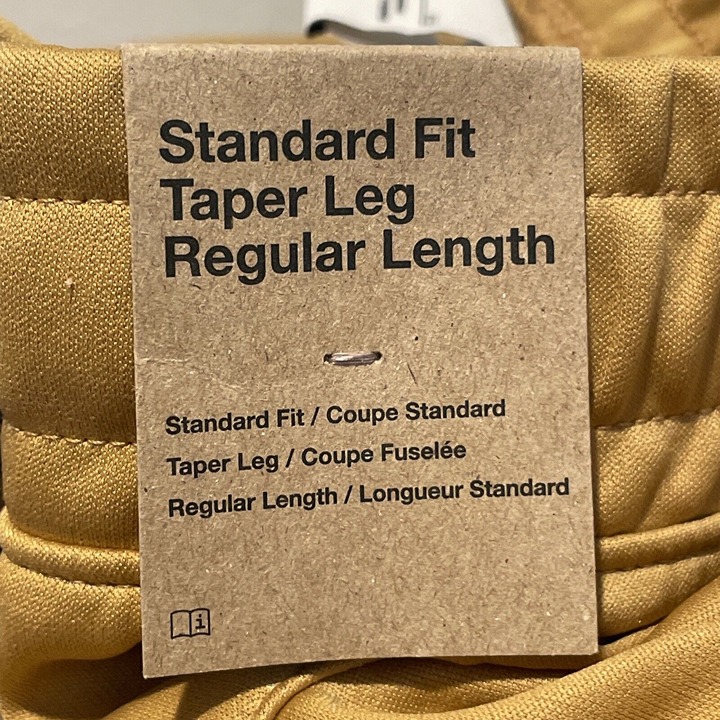 Standard Fit
Taper Leg
Regular Length
Standard Fit / Coupe Standard
Taper Leg / Coupe Fuselée
Regular Length / Longueur Standard
i